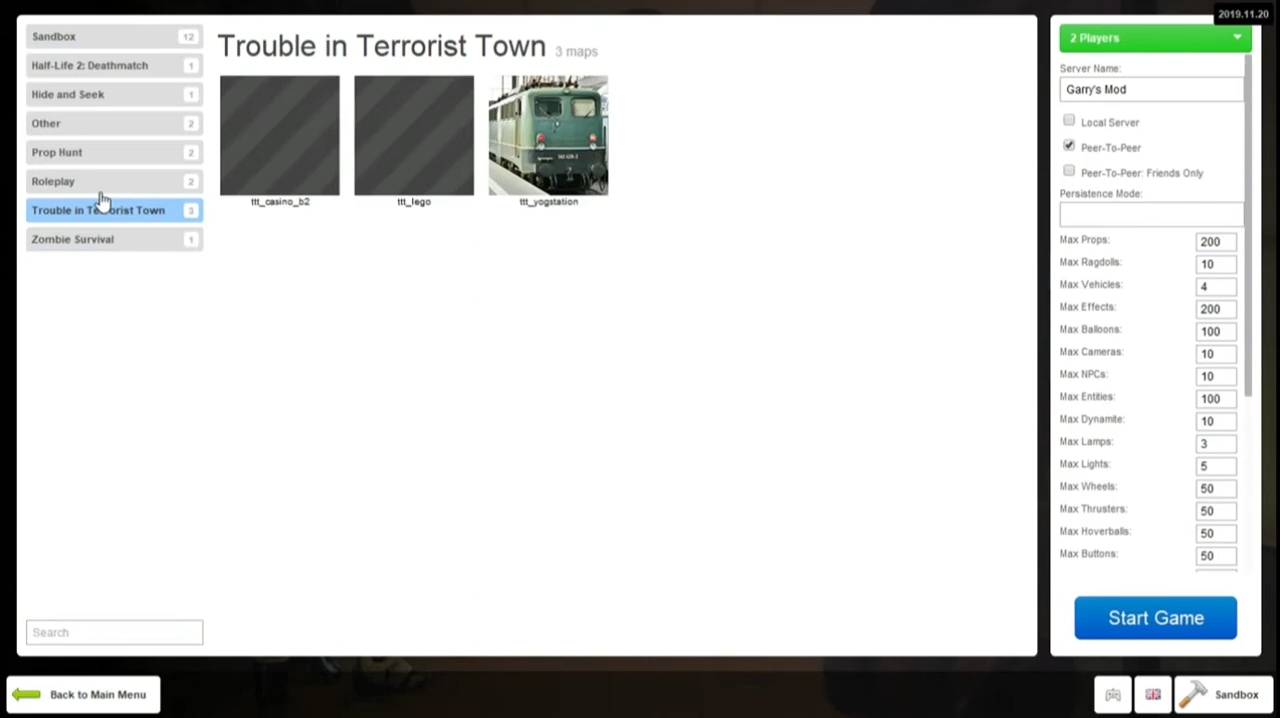 2019.11.20
Sandbox 12
Half-Life 2: Deathmatch 1
Hide and Seek 1
Other 2
Prop Hunt 2
Roleplay 2
Trouble in Terrorist Town 3
Zombie Survival 1
Search
Trouble in Terrorist Town 3 maps
ttt_casino_b2
ttt_lego
ttt_yogstation
2 Players
Server Name:
Garry's Mod
Local Server
Peer-To-Peer
Peer-To-Peer: Friends Only
Persistence Mode:
Max Props: 200
Max Ragdolls: 10
Max Vehicles: 4
Max Effects: 200
Max Balloons: 100
Max Cameras: 10
Max NPCs: 10
Max Entities: 100
Max Dynamite: 10
Max Lamps: 3
Max Lights: 5
Max Wheels: 50
Max Thrusters: 50
Max Hoverballs: 50
Max Buttons: 50
Start Game
Back to Main Menu
Sandbox